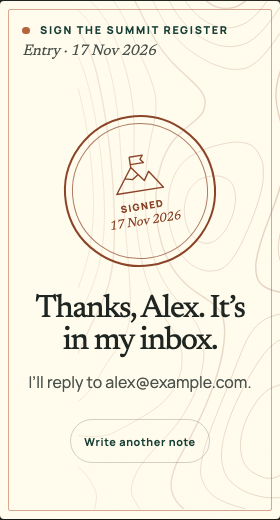 SIGN THE SUMMIT REGISTER
Entry · 17 Nov 2026
SIGNED
17 Nov 2026
Thanks, Alex. It’s
in my inbox.
I’ll reply to alex@example.com.
Write another note